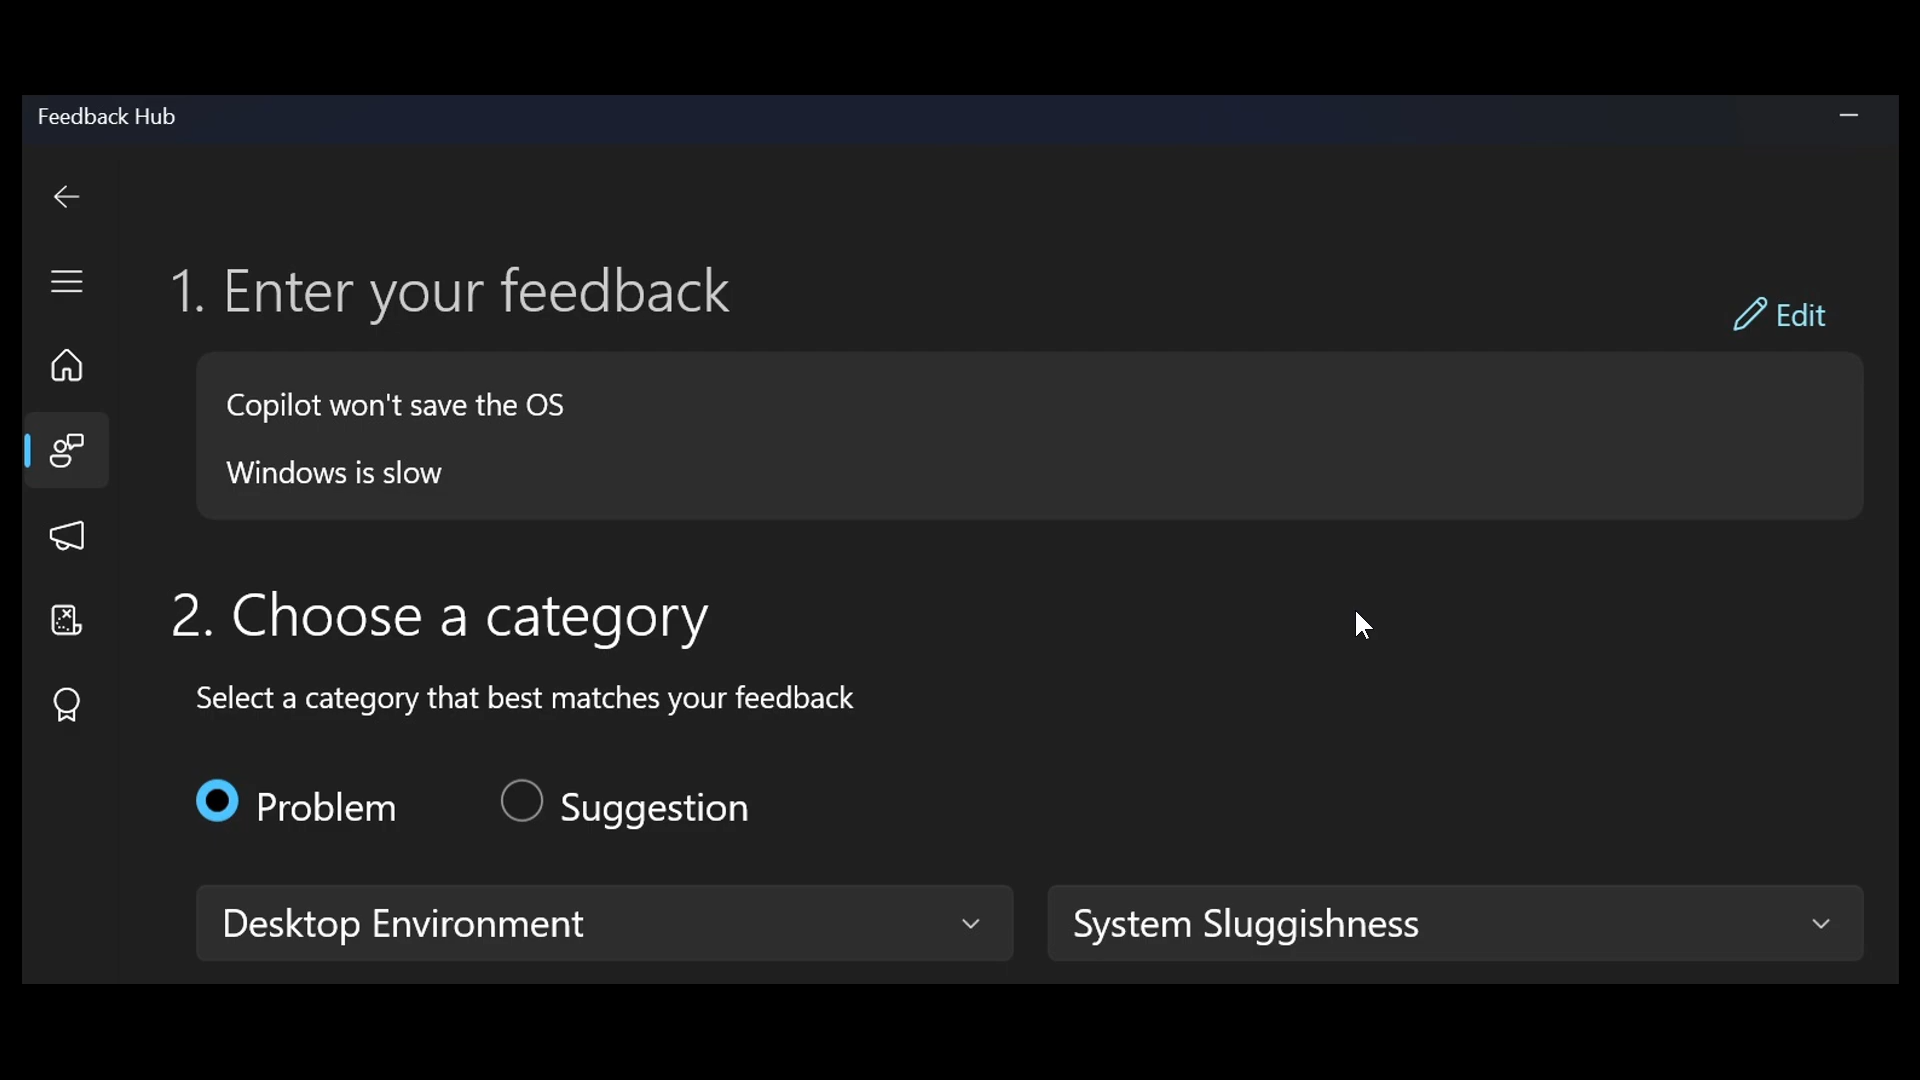 Feedback Hub
1. Enter your feedback
Edit
Copilot won't save the OS
Windows is slow
2. Choose a category
Select a category that best matches your feedback
Problem
Suggestion
Desktop Environment
System Sluggishness